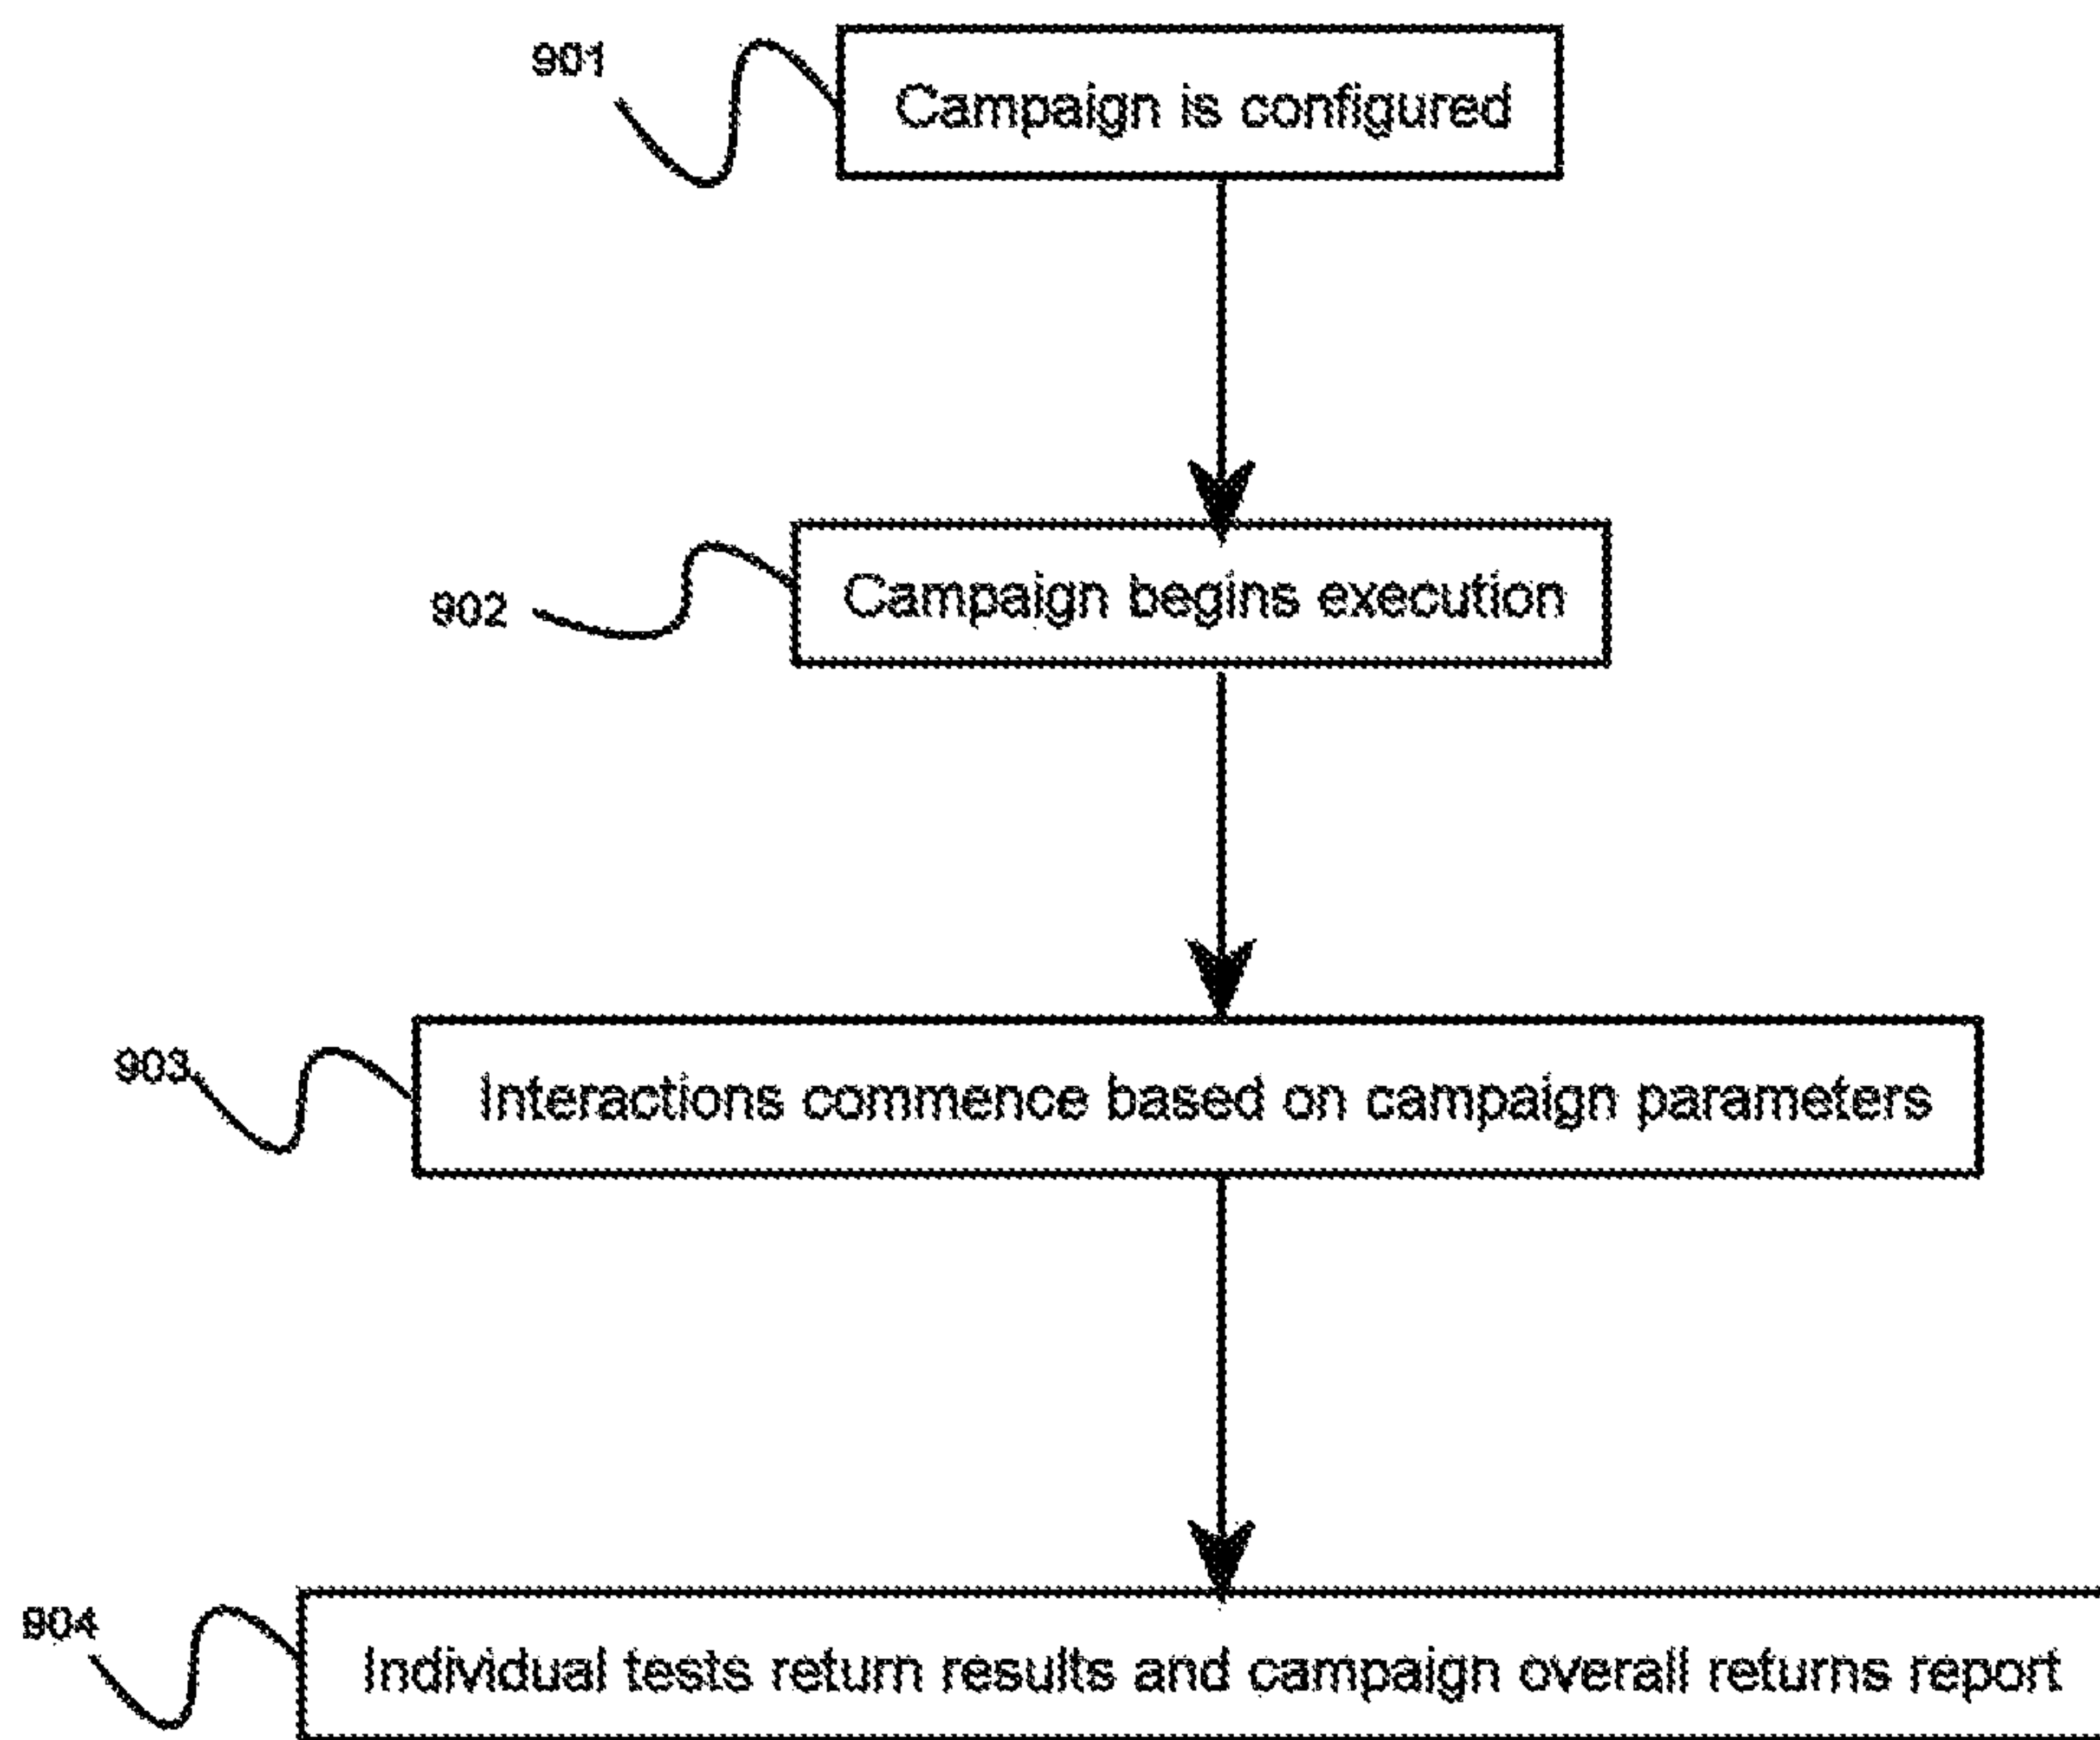 901
Campaign is configured
902
Campaign begins execution
903
Interactions commence based on campaign parameters
904
Individual tests return results and campaign overall returns report